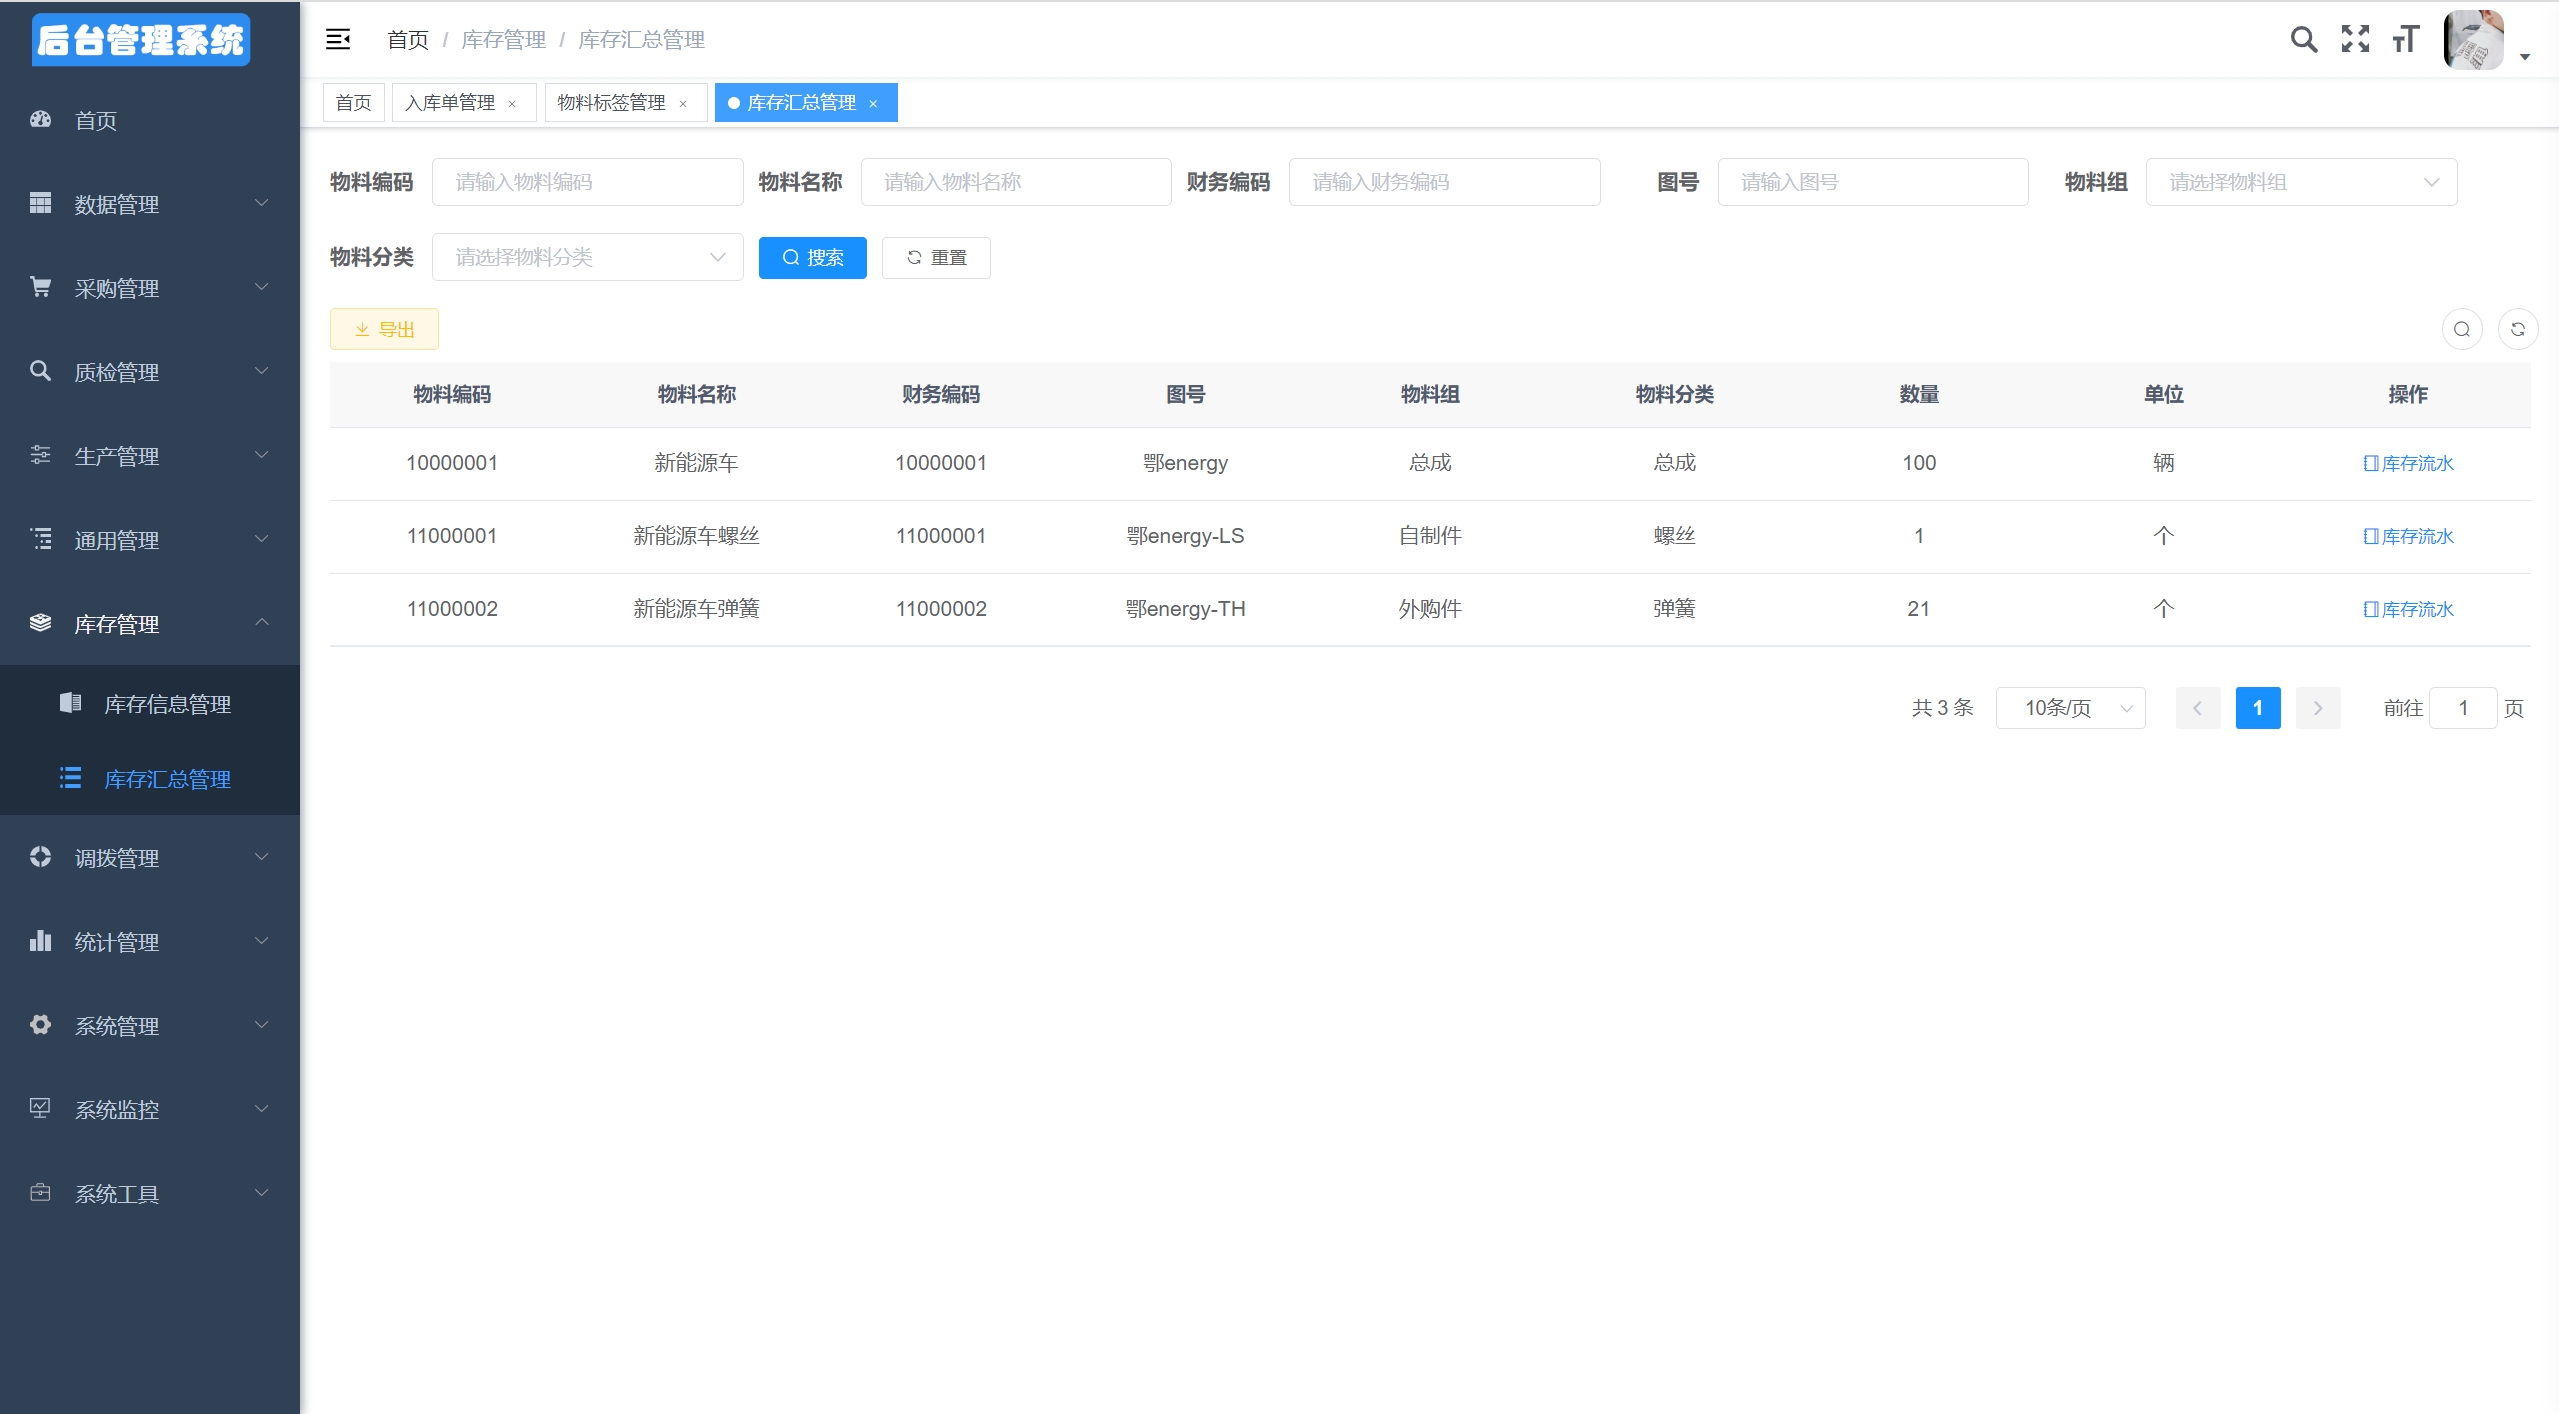 后台管理系统
首页
数据管理
采购管理
质检管理
生产管理
通用管理
库存管理
库存信息管理
库存汇总管理
调拨管理
统计管理
系统管理
系统监控
系统工具
首页 / 库存管理 / 库存汇总管理
首页 入库单管理 × 物料标签管理 × 库存汇总管理 ×
物料编码 请输入物料编码 物料名称 请输入物料名称 财务编码 请输入财务编码 图号 请输入图号 物料组 请选择物料组
物料分类 请选择物料分类 搜索 重置
导出
物料编码 物料名称 财务编码 图号 物料组 物料分类 数量 单位 操作
10000001 新能源车 10000001 鄂energy 总成 总成 100 辆 库存流水
11000001 新能源车螺丝 11000001 鄂energy-LS 自制件 螺丝 1 个 库存流水
11000002 新能源车弹簧 11000002 鄂energy-TH 外购件 弹簧 21 个 库存流水
共 3 条 10条/页 1 前往 1 页